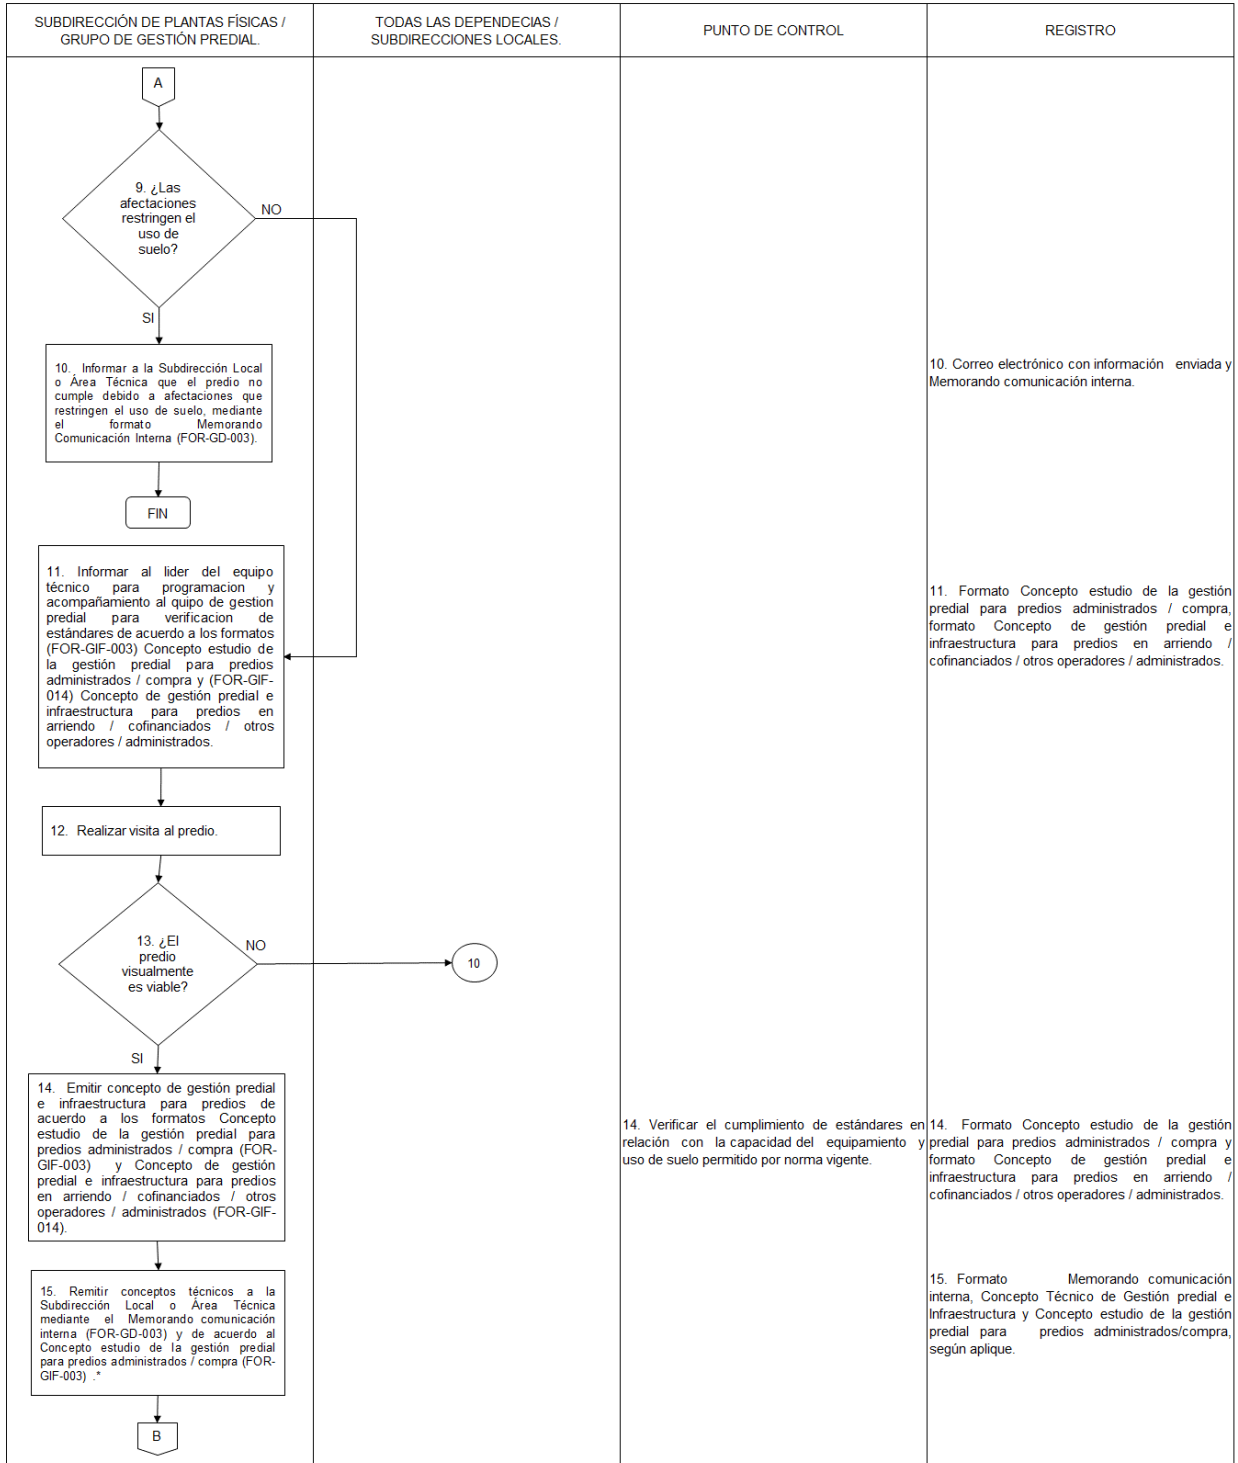 SUBDIRECCIÓN DE PLANTAS FÍSICAS /
GRUPO DE GESTIÓN PREDIAL.
TODAS LAS DEPENDECIAS /
SUBDIRECCIONES LOCALES.
PUNTO DE CONTROL
REGISTRO
A
9. ¿Las
afectaciones
restringen el
uso de
suelo?
NO
SI
10. Informar a la Subdirección Local
o Área Técnica que el predio no
cumple debido a afectaciones que
restringen el uso de suelo, mediante
el formato Memorando
Comunicación Interna (FOR-GD-003).
10. Correo electrónico con información enviada y
Memorando comunicación interna.
FIN
11. Informar al lider del equipo
técnico para programacion y
acompañamiento al quipo de gestion
predial para verificacion de
estándares de acuerdo a los formatos
(FOR-GIF-003) Concepto estudio de
la gestión predial para predios
administrados / compra y (FOR-GIF-
014) Concepto de gestión predial e
infraestructura para predios en
arriendo / cofinanciados / otros
operadores / administrados.
11. Formato Concepto estudio de la gestión
predial para predios administrados / compra,
formato Concepto de gestión predial e
infraestructura para predios en arriendo /
cofinanciados / otros operadores / administrados.
12. Realizar visita al predio.
13. ¿El
predio
visualmente
es viable?
NO
10
SI
14. Emitir concepto de gestión predial
e infraestructura para predios de
acuerdo a los formatos Concepto
estudio de la gestión predial para
predios administrados / compra (FOR-
GIF-003) y Concepto de gestión
predial e infraestructura para predios
en arriendo / cofinanciados / otros
operadores / administrados (FOR-GIF-
014).
14. Verificar el cumplimiento de estándares en
relación con la capacidad del equipamiento y
uso de suelo permitido por norma vigente.
14. Formato Concepto estudio de la gestión
predial para predios administrados / compra y
formato Concepto de gestión predial e
infraestructura para predios en arriendo /
cofinanciados / otros operadores / administrados.
15. Remitir conceptos técnicos a la
Subdirección Local o Área Técnica
mediante el Memorando comunicación
interna (FOR-GD-003) y de acuerdo al
Concepto estudio de la gestión predial
para predios administrados / compra (FOR-
GIF-003) .*
15. Formato Memorando comunicación
interna, Concepto Técnico de Gestión predial e
Infraestructura y Concepto estudio de la gestión
predial para predios administrados/compra,
según aplique.
B